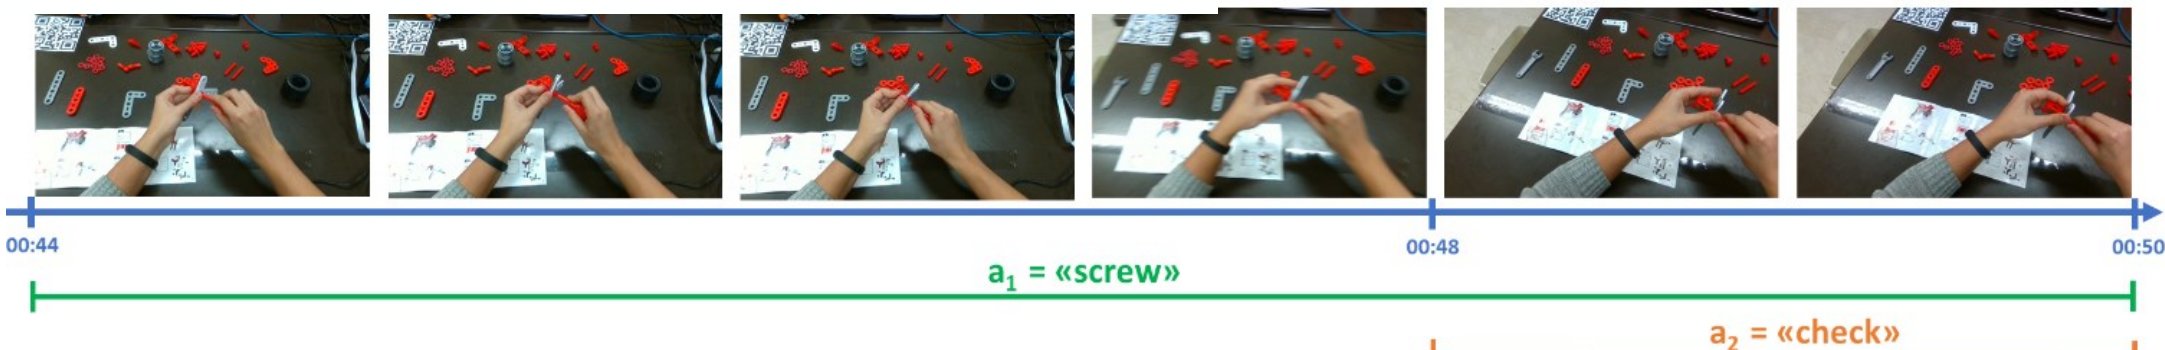 00:44
00:48
00:50
a₁ = «screw»
a₂ = «check»